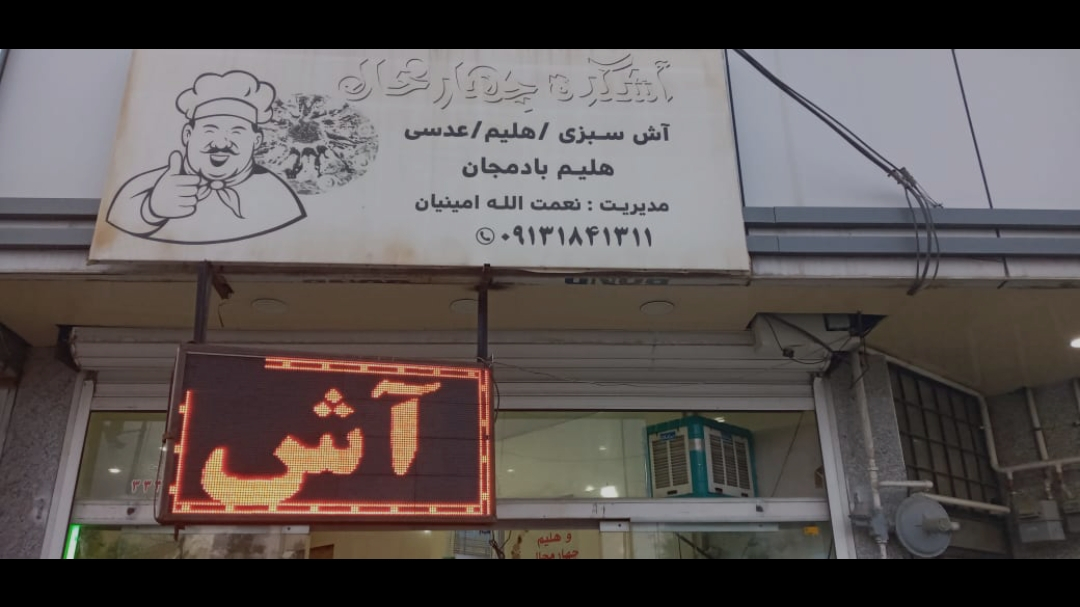 آشکده چهارمحال
آش سبزی /هلیم/عدسی
هلیم بادمجان
مدیریت : نعمت الله امینیان
۰۹۱۳۱۸۴۱۳۱۱
آش
و هلیم
چهارمحال